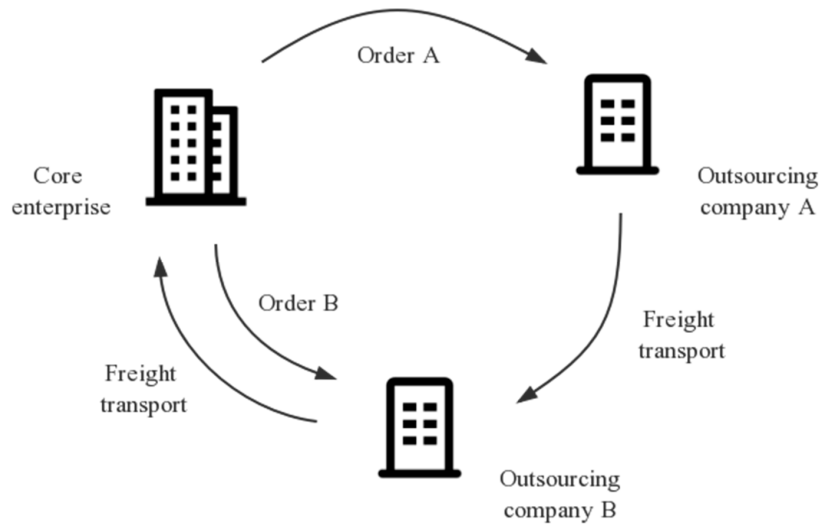 Order A
Core
enterprise
Outsourcing
company A
Order B
Freight
transport
Freight
transport
Outsourcing
company B